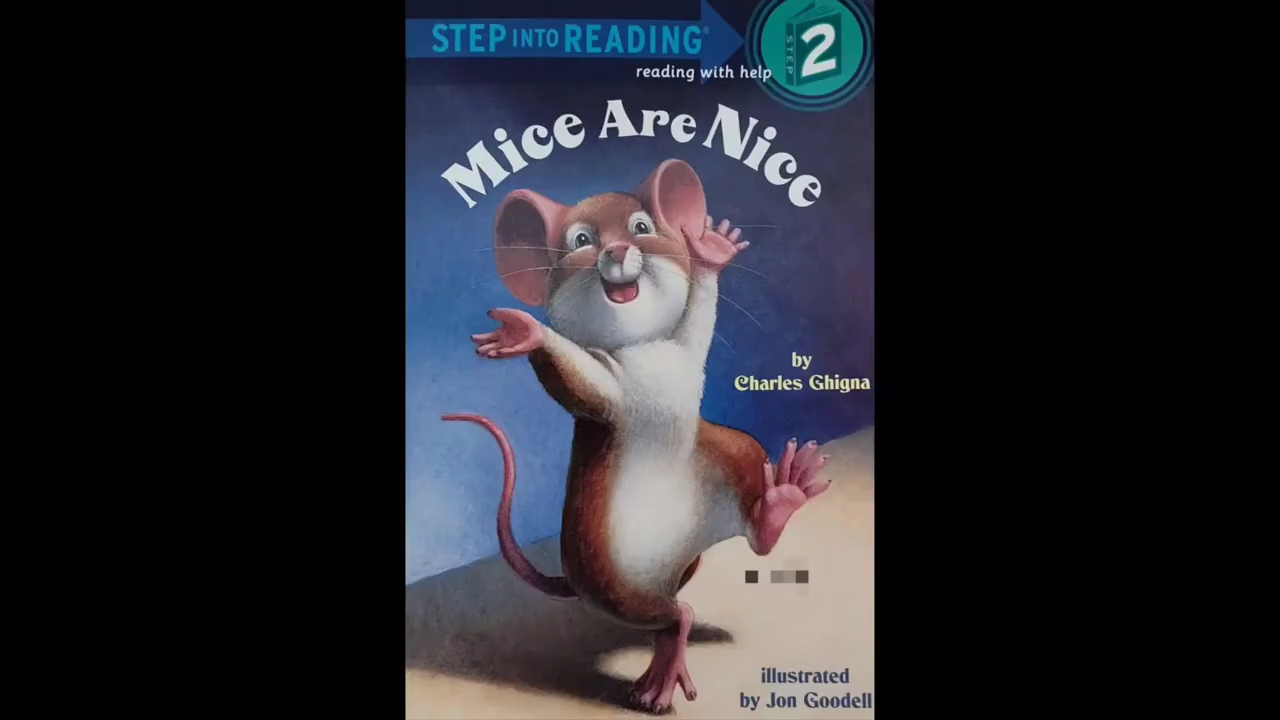 STEP INTO READING®
STEP 2
reading with help
Mice Are Nice
by
Charles Ghigna
illustrated
by Jon Goodell